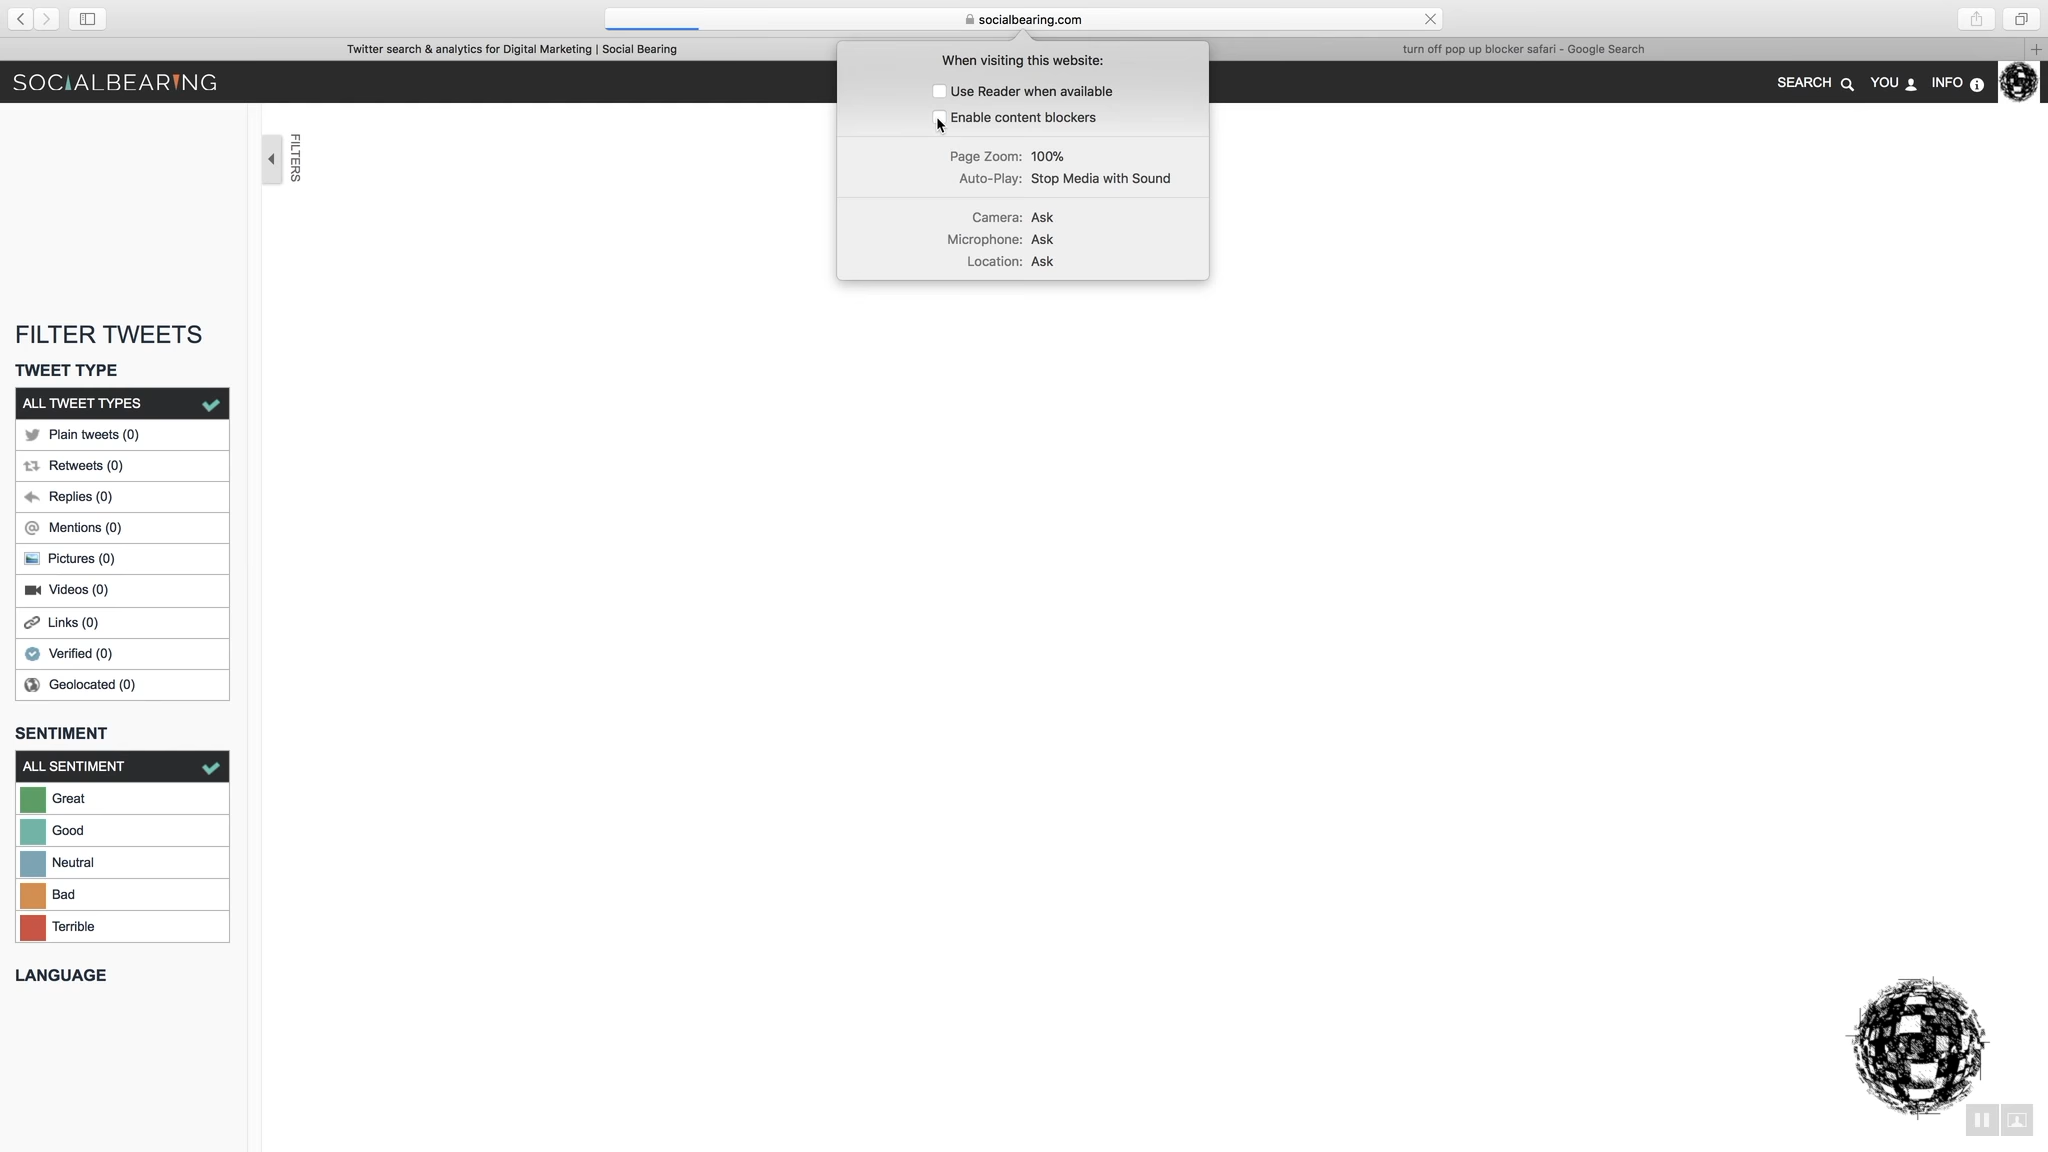 socialbearing.com
Twitter search & analytics for Digital Marketing | Social Bearing
turn off pop up blocker safari - Google Search
SOCIALBEARING
SEARCH
YOU
INFO
When visiting this website:
Use Reader when available
Enable content blockers
Page Zoom: 100%
Auto-Play: Stop Media with Sound
Camera: Ask
Microphone: Ask
Location: Ask
FILTERS
FILTER TWEETS
TWEET TYPE
ALL TWEET TYPES
Plain tweets (0)
Retweets (0)
Replies (0)
Mentions (0)
Pictures (0)
Videos (0)
Links (0)
Verified (0)
Geolocated (0)
SENTIMENT
ALL SENTIMENT
Great
Good
Neutral
Bad
Terrible
LANGUAGE